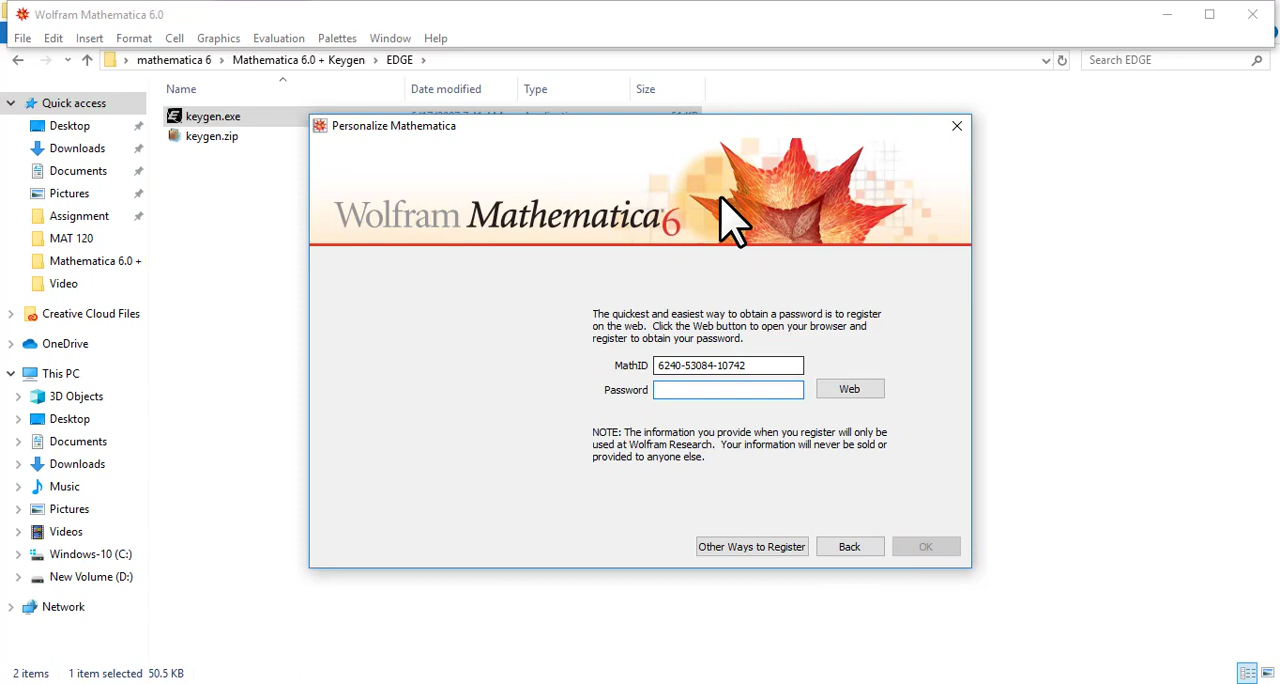 Wolfram Mathematica 6.0
File Edit Insert Format Cell Graphics Evaluation Palettes Window Help
mathematica 6 Mathematica 6.0 + Keygen EDGE Search EDGE
Name Date modified Type Size
Quick access
Desktop
Downloads
Documents
Pictures
Assignment
MAT 120
Mathematica 6.0 +
Video
Creative Cloud Files
OneDrive
This PC
3D Objects
Desktop
Documents
Downloads
Music
Pictures
Videos
Windows-10 (C:)
New Volume (D:)
Network
keygen.exe
keygen.zip
Personalize Mathematica
Wolfram Mathematica 6
The quickest and easiest way to obtain a password is to register
on the web. Click the Web button to open your browser and
register to obtain your password.
MathID 6240-53084-10742
Password Web
NOTE: The information you provide when you register will only be
used at Wolfram Research. Your information will never be sold or
provided to anyone else.
Other Ways to Register Back OK
2 items 1 item selected 50.5 KB